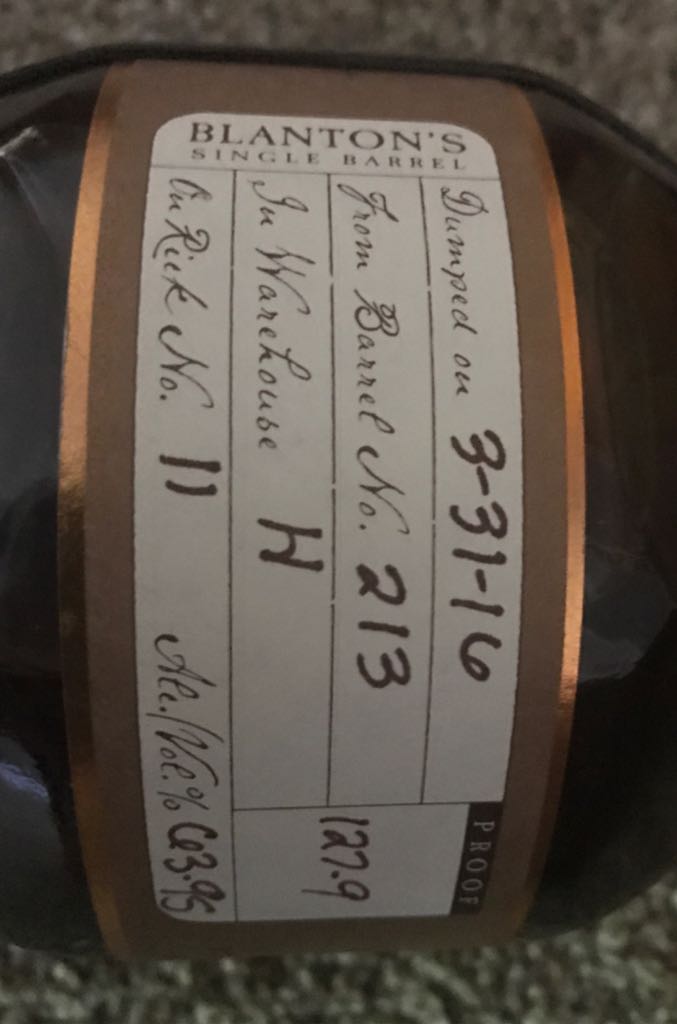 BLANTON'S
SINGLE BARREL
Dumped on 3-31-16
PROOF
From Barrel No. 213
127.9
In Warehouse H
On Rick No. 11 Alc./Vol.% 63.95